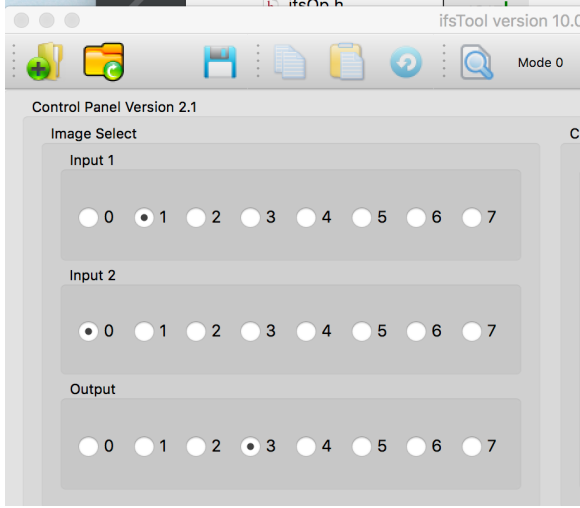 ifsOp.h
ifsTool version 10.0
Mode 0
Control Panel Version 2.1
Image Select
C
Input 1
0 1 2 3 4 5 6 7
Input 2
0 1 2 3 4 5 6 7
Output
0 1 2 3 4 5 6 7